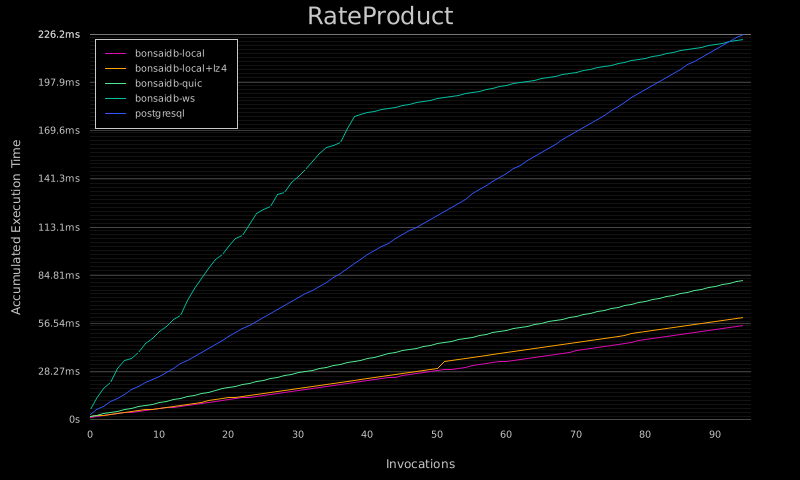 RateProduct
226.2ms
197.9ms
169.6ms
141.3ms
113.1ms
84.81ms
56.54ms
28.27ms
0s
Accumulated Execution Time
bonsaidb-local
bonsaidb-local+lz4
bonsaidb-quic
bonsaidb-ws
postgresql
0 10 20 30 40 50 60 70 80 90
Invocations